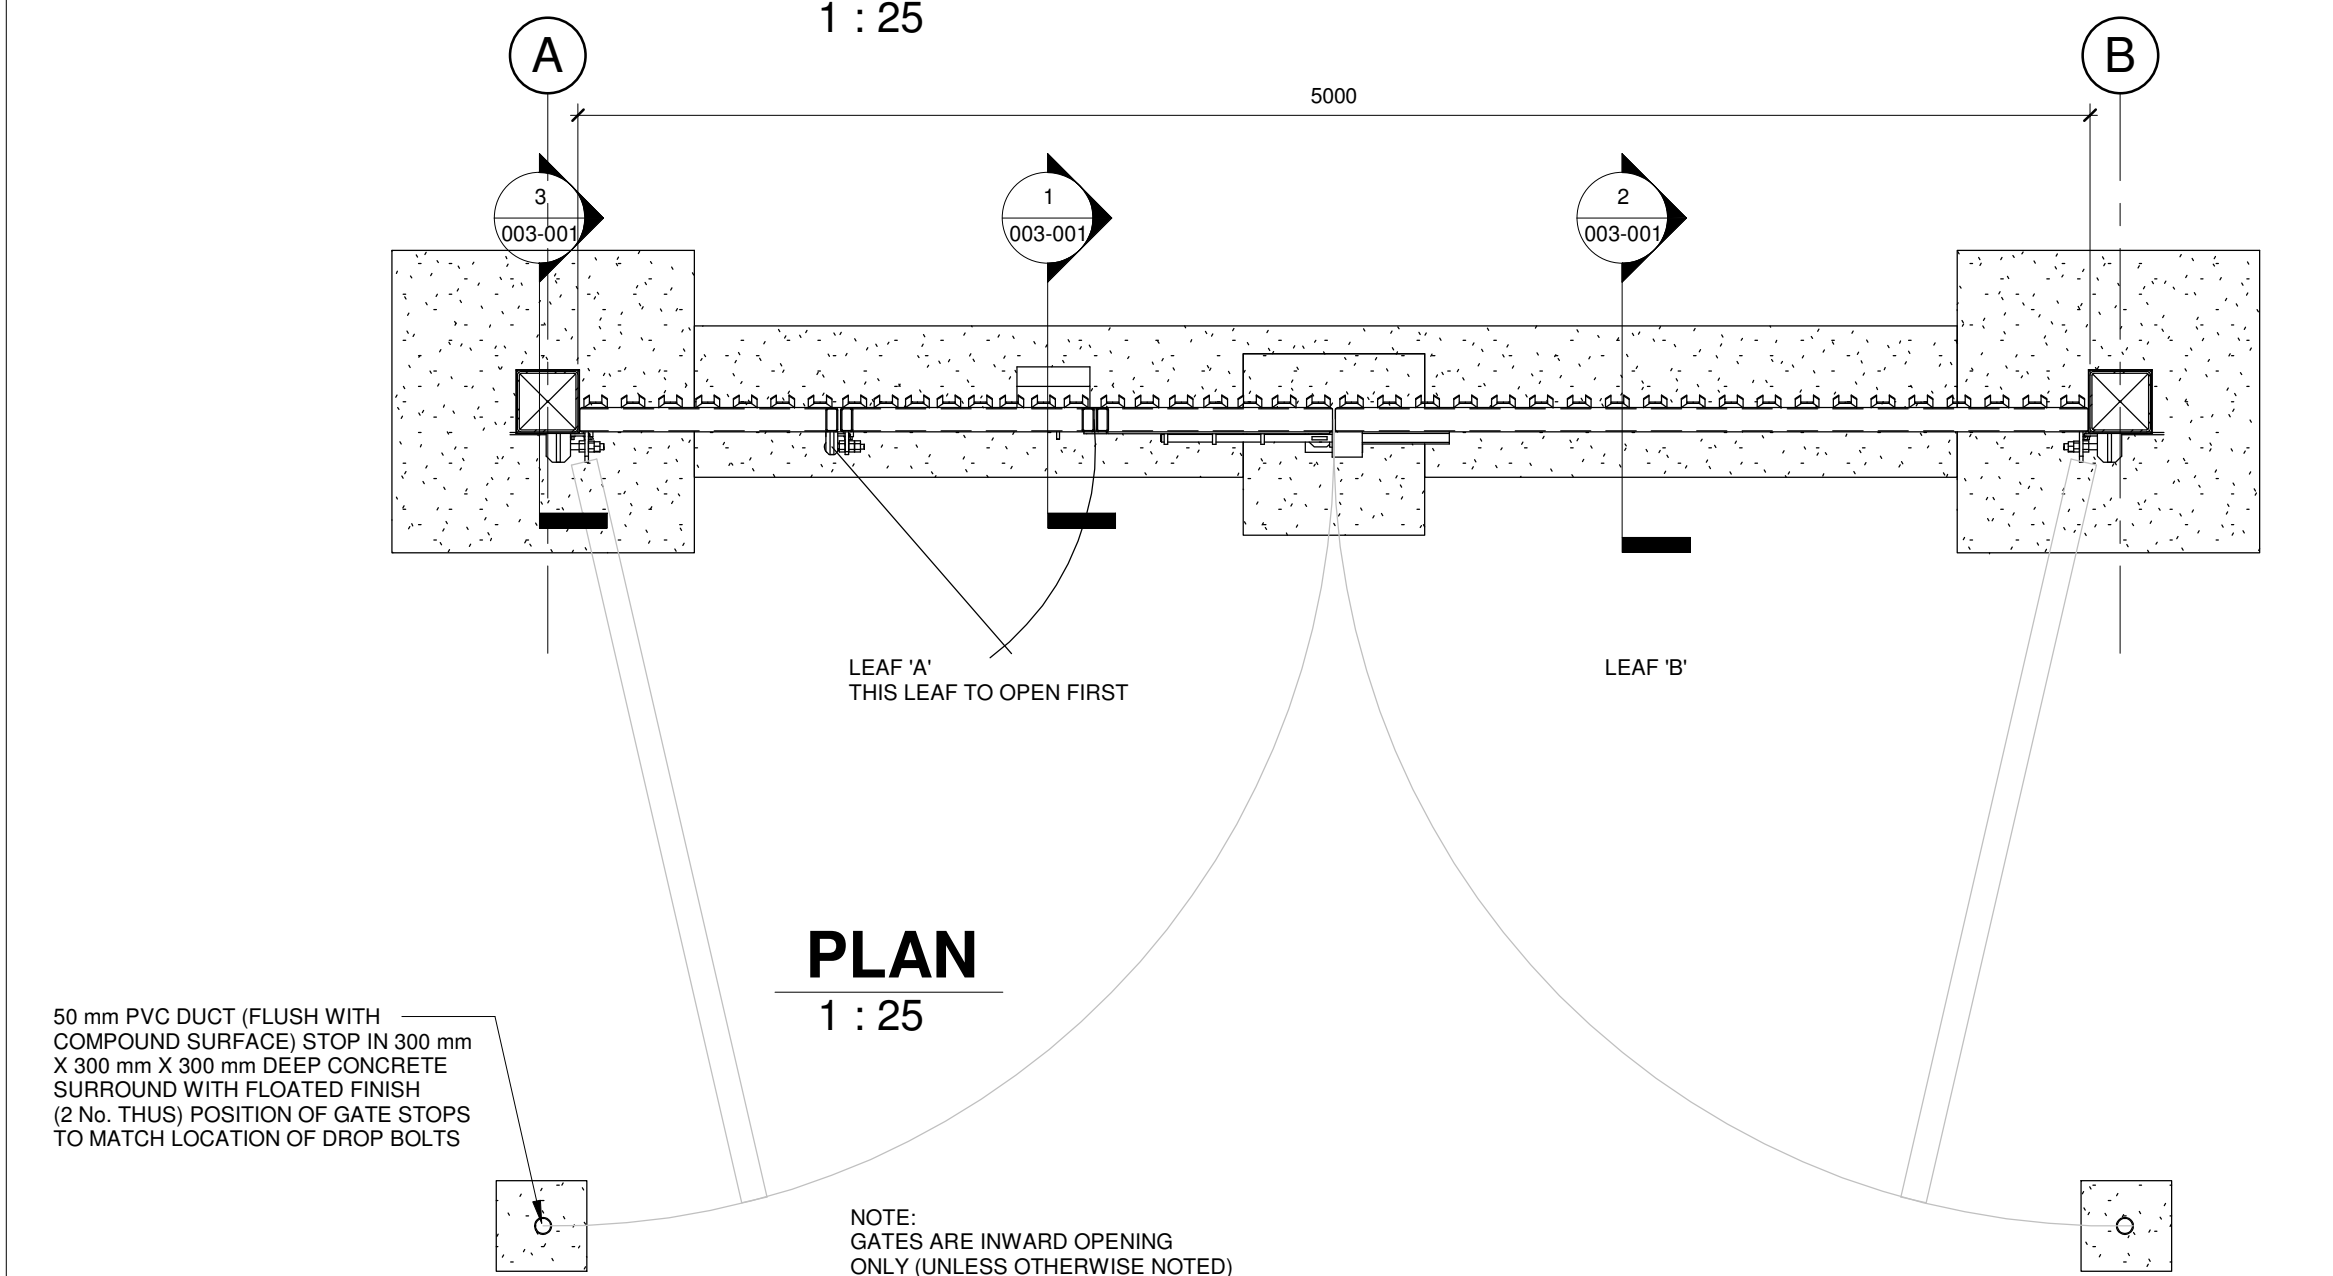 1 : 25
A
B
5000
3
003-001
1
003-001
2
003-001
LEAF 'A'
THIS LEAF TO OPEN FIRST
LEAF 'B'
PLAN
1 : 25
50 mm PVC DUCT (FLUSH WITH
COMPOUND SURFACE) STOP IN 300 mm
X 300 mm X 300 mm DEEP CONCRETE
SURROUND WITH FLOATED FINISH
(2 No. THUS) POSITION OF GATE STOPS
TO MATCH LOCATION OF DROP BOLTS
NOTE:
GATES ARE INWARD OPENING
ONLY (UNLESS OTHERWISE NOTED)